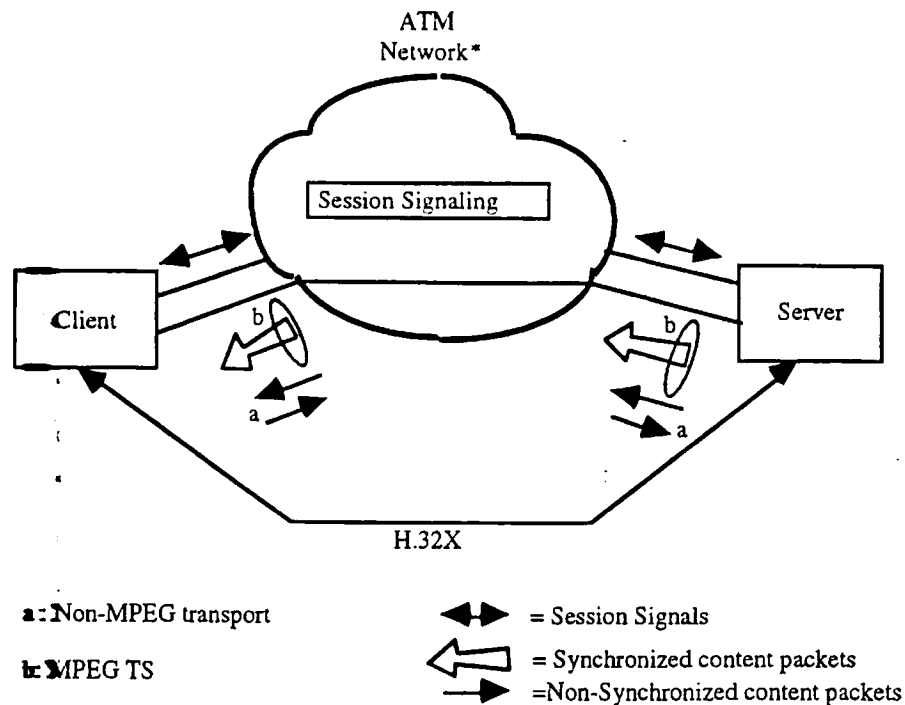 ATM
Network*
Session Signaling
Client
Server
b
b
a
a
H.32X
a: Non-MPEG transport
b: MPEG TS
= Session Signals
= Synchronized content packets
=Non-Synchronized content packets